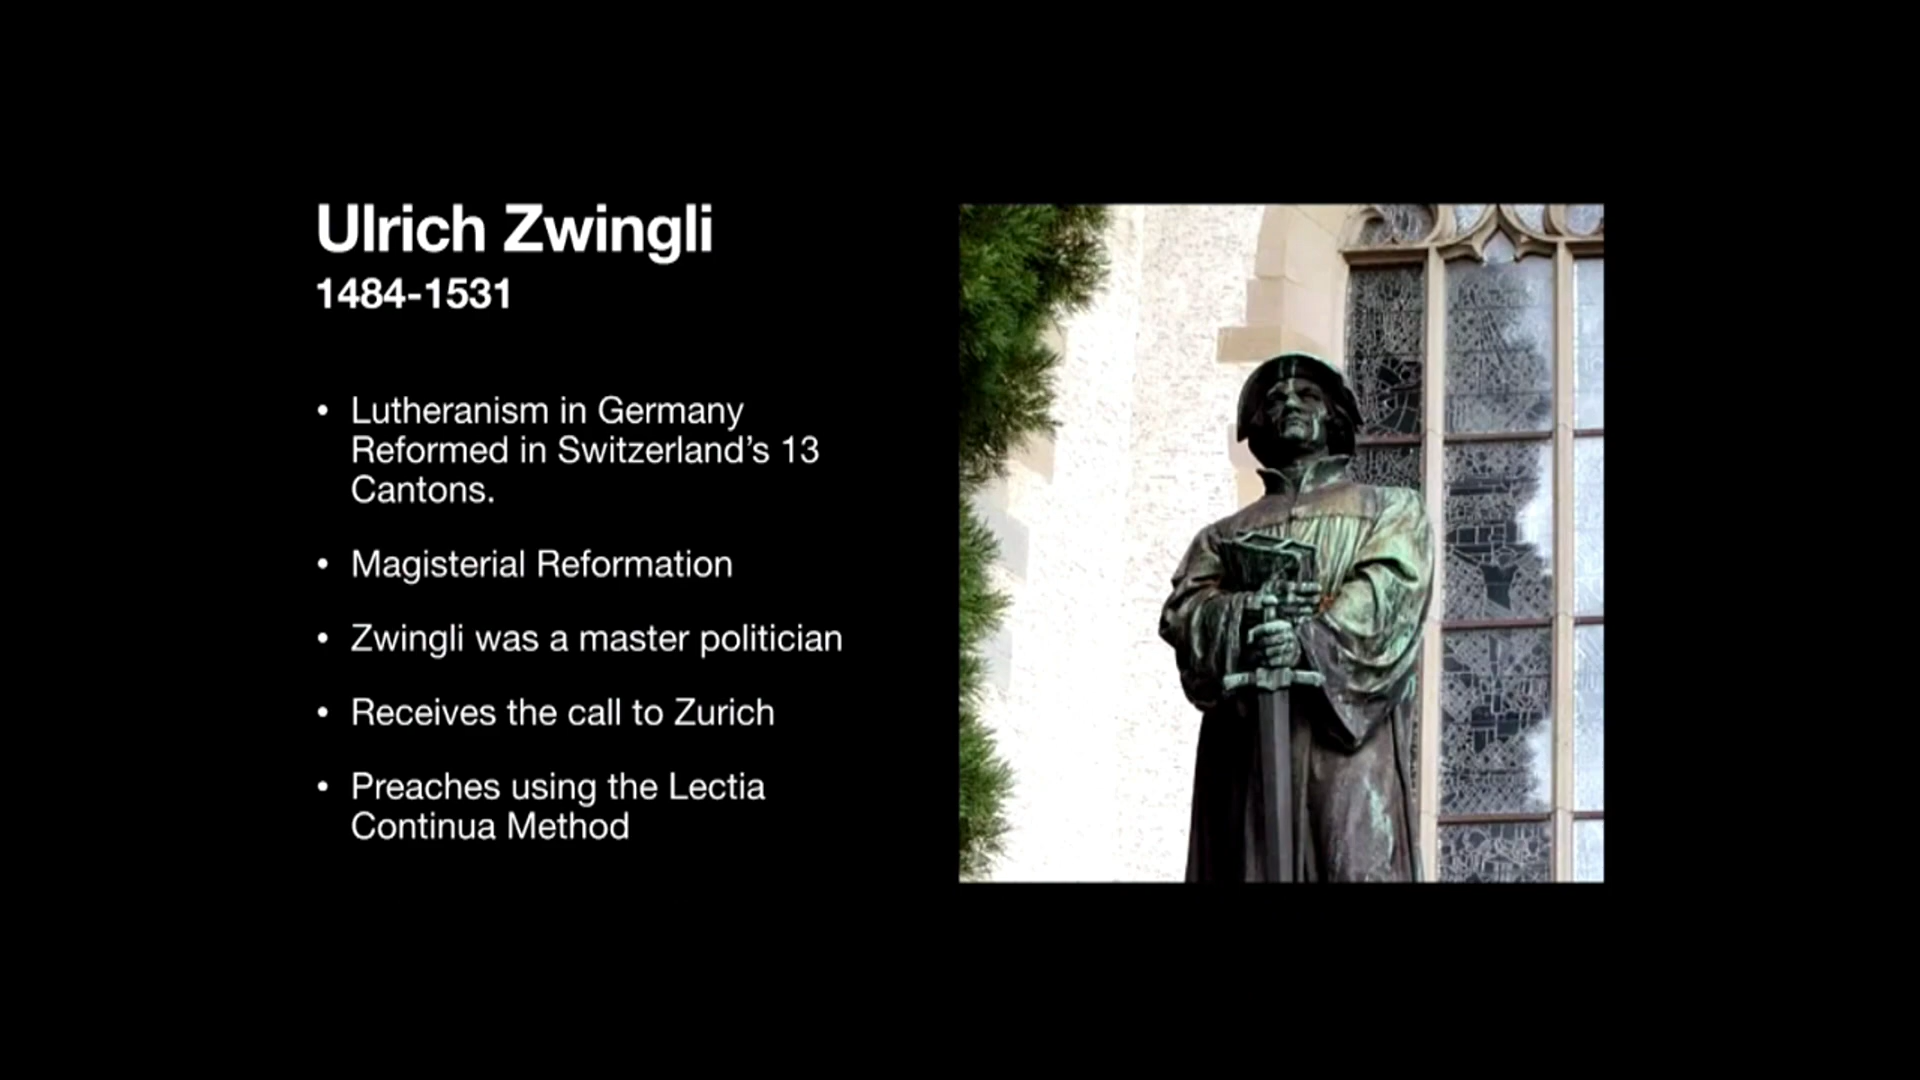 Ulrich Zwingli
1484-1531
• Lutheranism in Germany
Reformed in Switzerland’s 13
Cantons.
• Magisterial Reformation
• Zwingli was a master politician
• Receives the call to Zurich
• Preaches using the Lectia
Continua Method